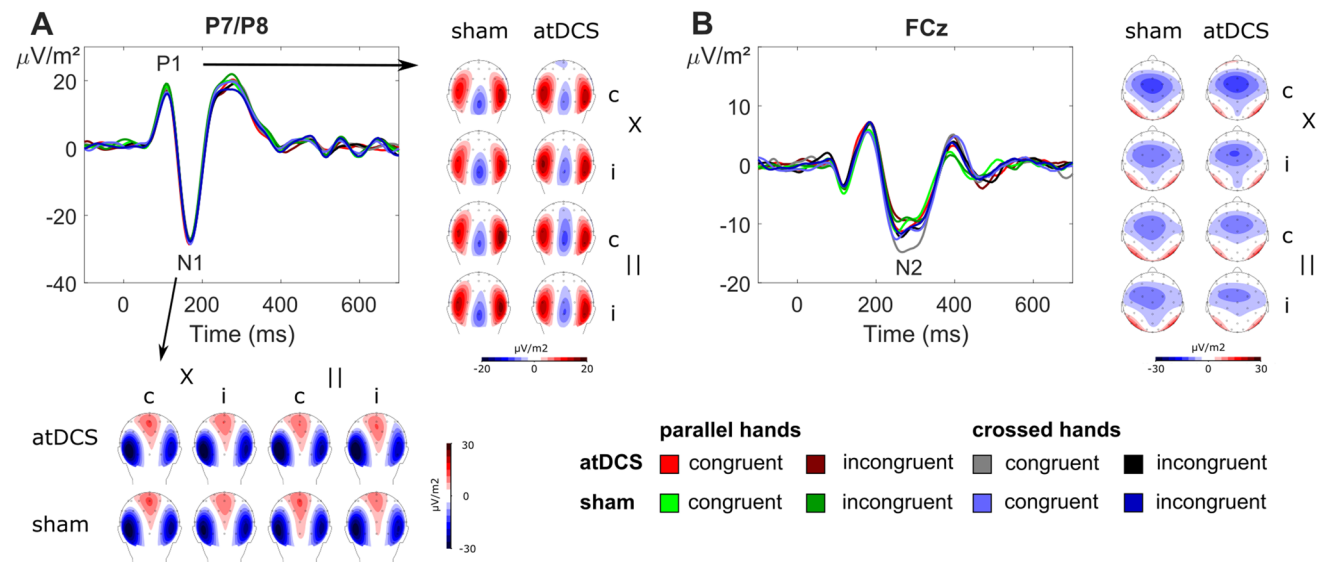 A
P7/P8
μV/m²
P1
20
0
-20
-40
N1
0
200
400
600
Time (ms)
sham
atDCS
c
X
i
c
||
i
μV/m2
-20
0
20
X
||
c
i
c
i
atDCS
sham
30
0
-30
μV/m2
B
FCz
μV/m²
20
10
0
-10
-20
N2
0
200
400
600
Time (ms)
sham
atDCS
c
X
i
c
||
i
μV/m2
-30
0
30
parallel hands
crossed hands
atDCS
congruent
incongruent
congruent
incongruent
sham
congruent
incongruent
congruent
incongruent